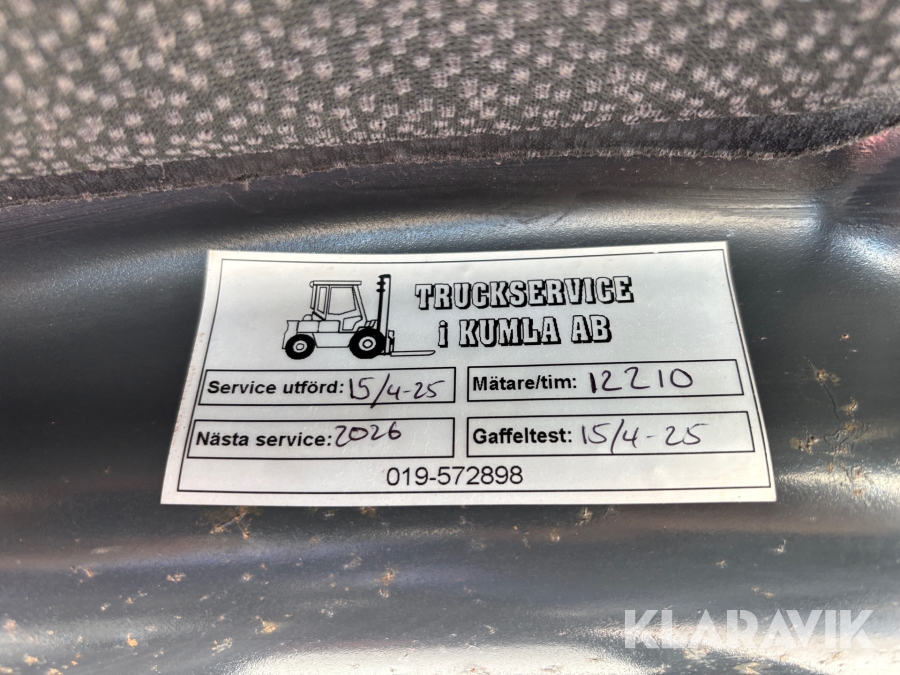 TRUCKSERVICE
i KUMLA AB
Service utförd: 15/4-25
Mätare/tim: 12210
Nästa service: 2026
Gaffeltest: 15/4-25
019-572898
KLARAVIK